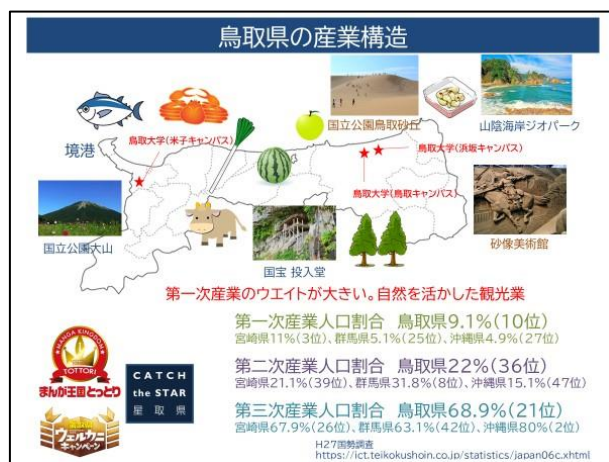 鳥取県の産業構造
国立公園鳥取砂丘
山陰海岸ジオパーク
境港
鳥取大学(米子キャンパス)
鳥取大学(浜坂キャンパス)
鳥取大学(鳥取キャンパス)
国立公園大山
国宝 投入堂
砂像美術館
第一次産業のウエイトが大きい。自然を活かした観光業
第一次産業人口割合 鳥取県9.1%(10位)
宮崎県11%(3位)、群馬県5.1%(25位)、沖縄県4.9%(27位)
第二次産業人口割合 鳥取県22%(36位)
宮崎県21.1%(39位)、群馬県31.8%(8位)、沖縄県15.1%(47位)
第三次産業人口割合 鳥取県68.9%(21位)
宮崎県67.9%(26位)、群馬県63.1%(42位)、沖縄県80%(2位)
MANGA KINGDOM
TOTTORI
まんが王国とっとり
CATCH
the STAR
星取県
ウェルカニ
キャンペーン
H27国勢調査
https://ict.teikokushoin.co.jp/statistics/japan06c.xhtml